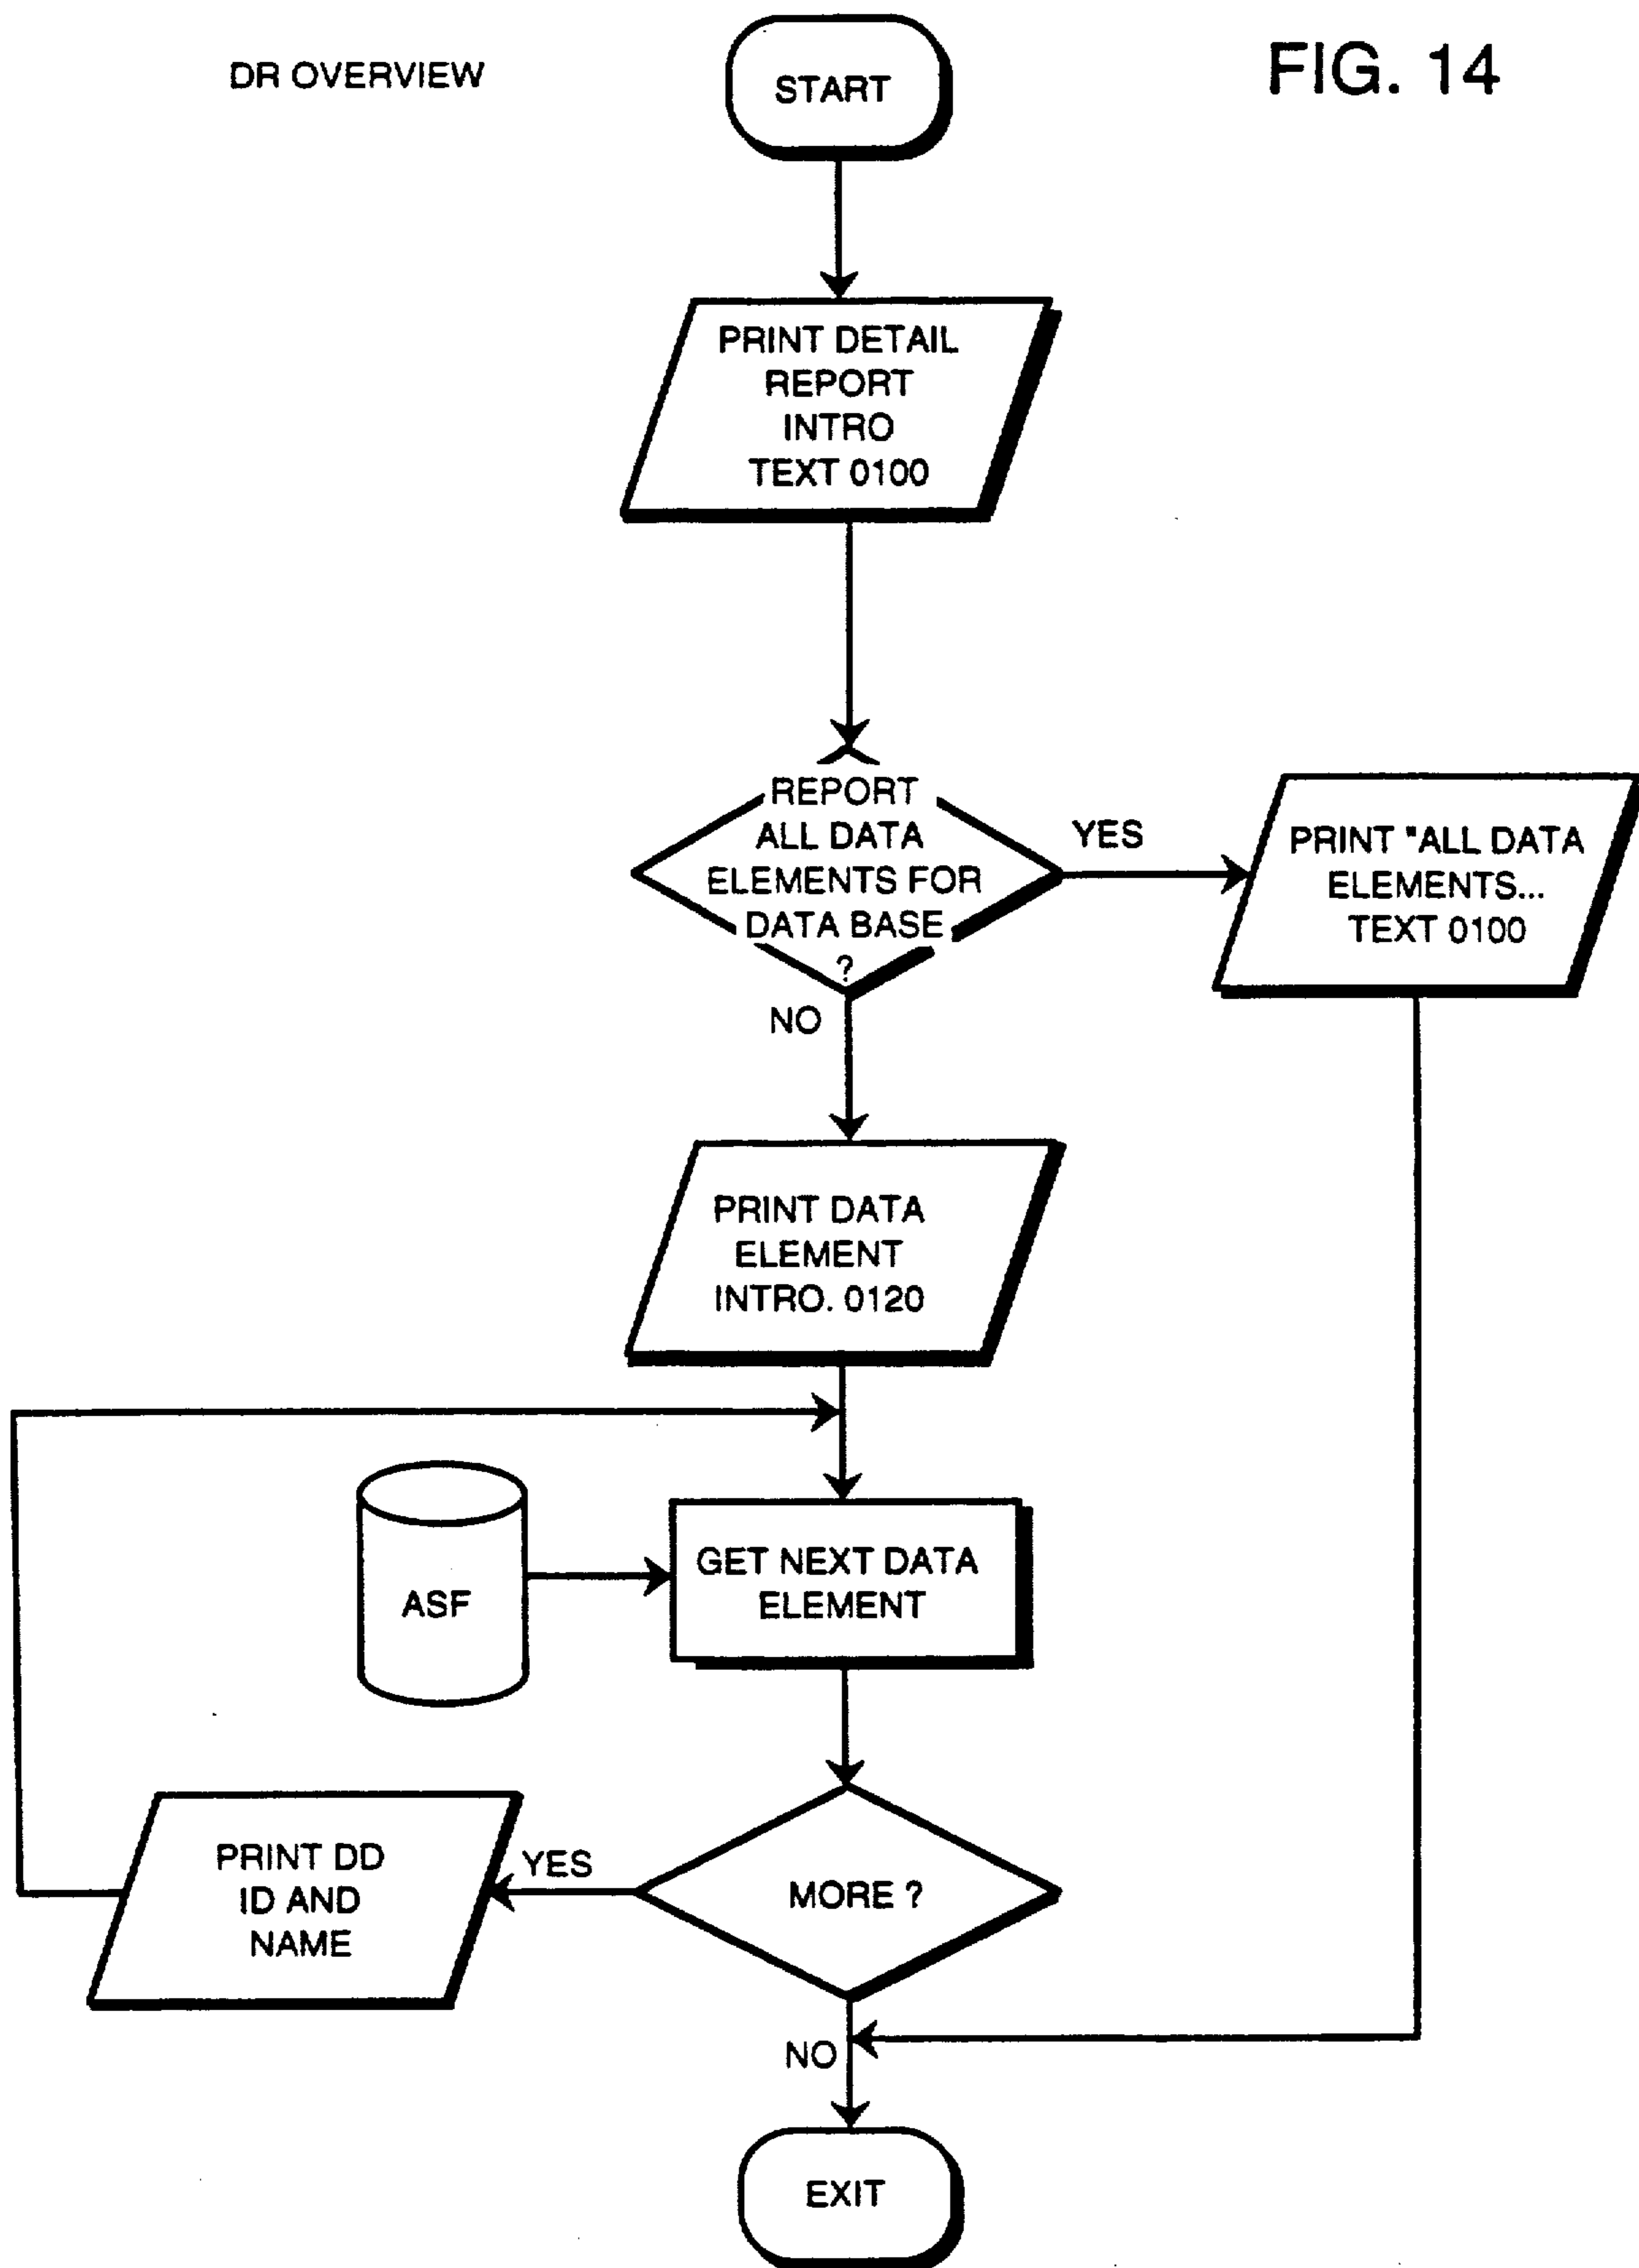 DR OVERVIEW
START
FIG. 14
PRINT DETAIL
REPORT
INTRO
TEXT 0100
REPORT
ALL DATA
ELEMENTS FOR
DATA BASE
?
YES
PRINT "ALL DATA
ELEMENTS...
TEXT 0100
NO
PRINT DATA
ELEMENT
INTRO. 0120
ASF
GET NEXT DATA
ELEMENT
PRINT DD
ID AND
NAME
YES
MORE ?
NO
EXIT